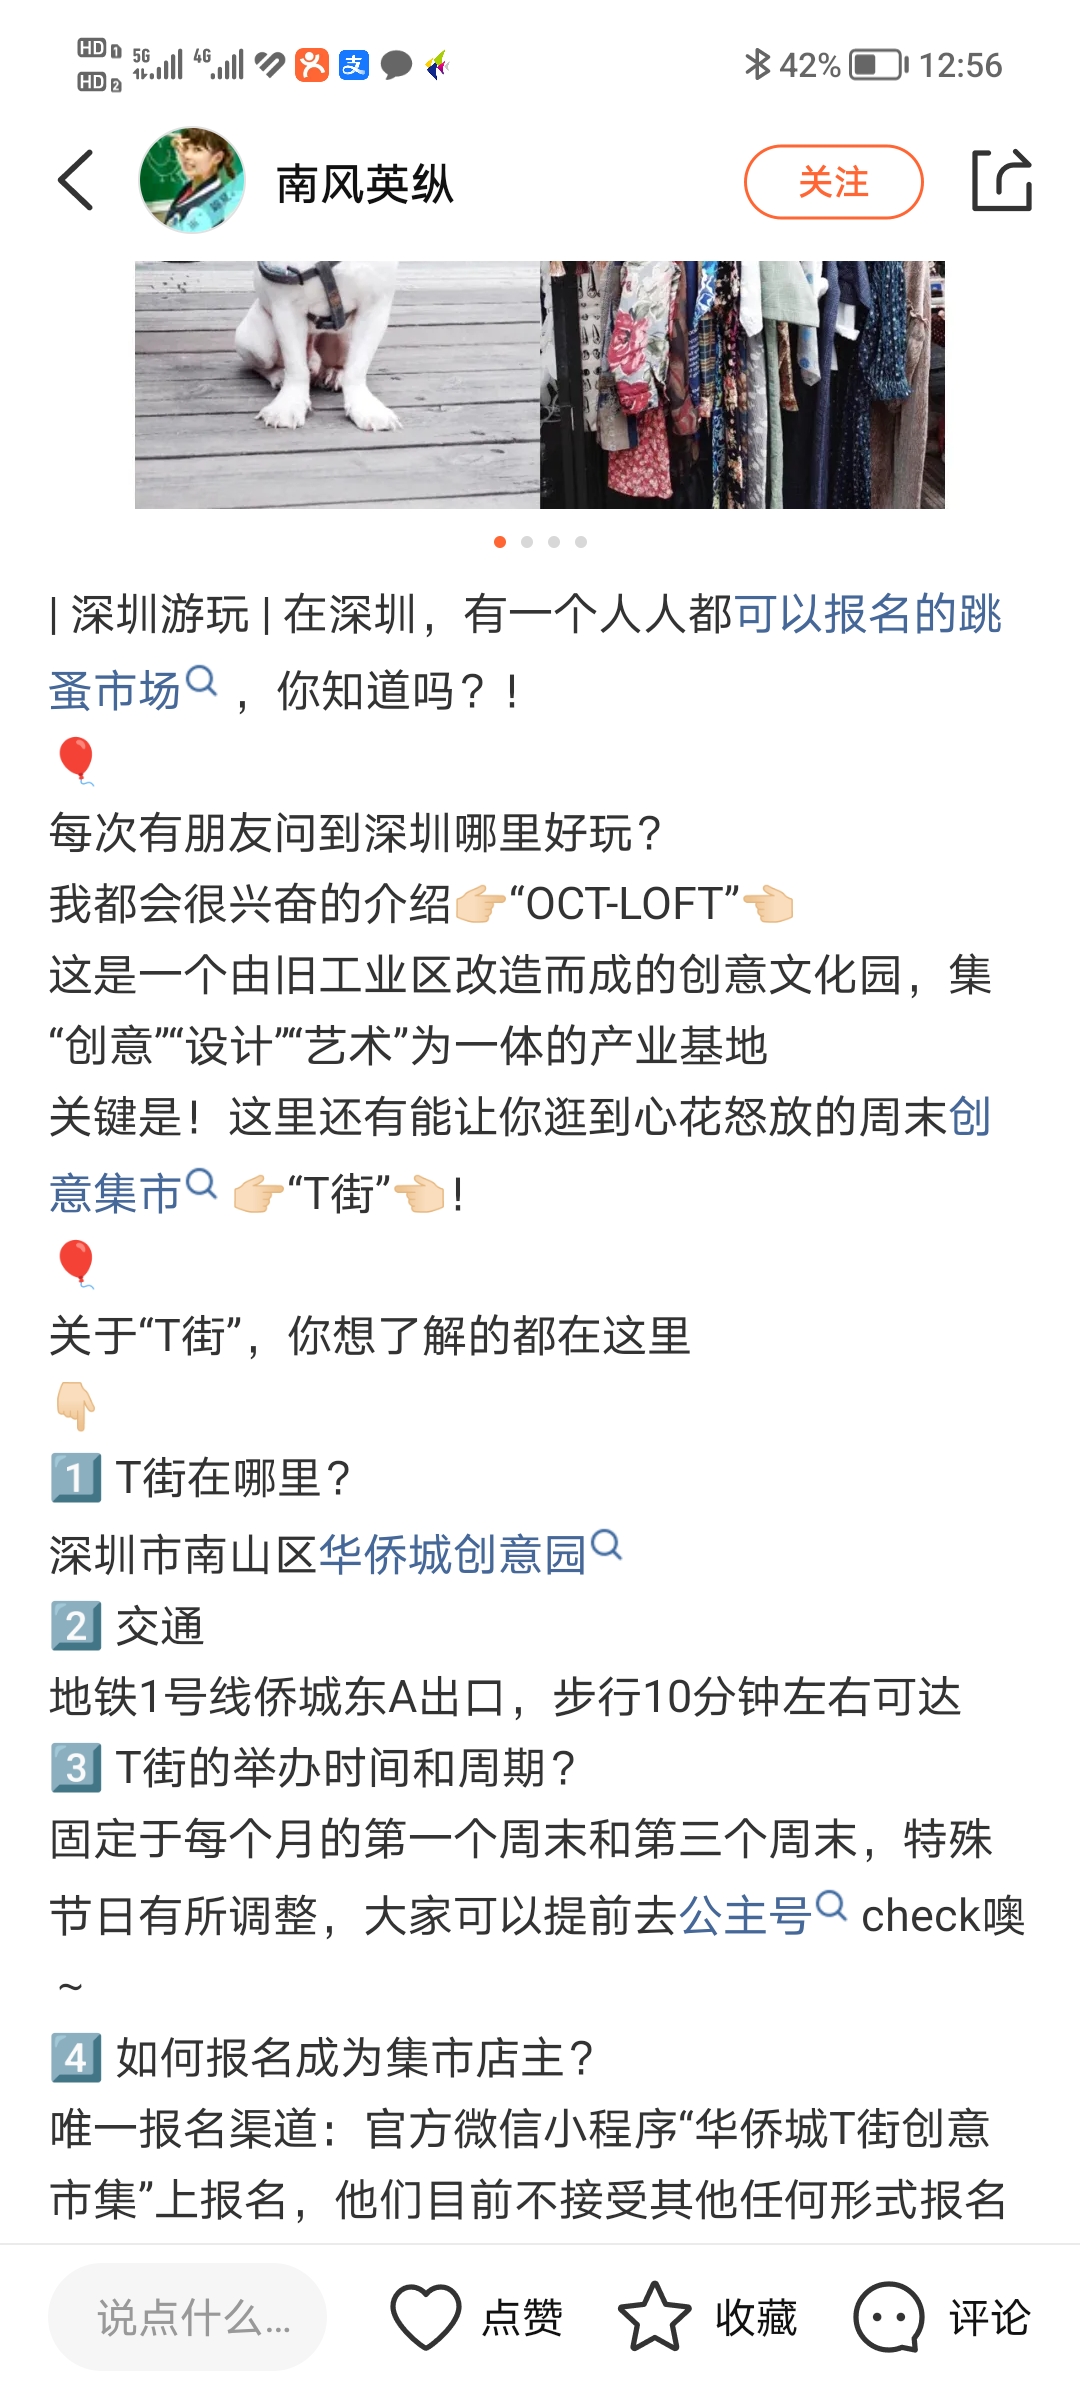 HD 1 5G 4G 42% 12:56
HD 2
南风英纵 关注
| 深圳游玩 | 在深圳，有一个人人都可以报名的跳
蚤市场 ，你知道吗？!
每次有朋友问到深圳哪里好玩？
我都会很兴奋的介绍👉🏻“OCT-LOFT”👈🏻
这是一个由旧工业区改造而成的创意文化园，集
“创意”“设计”“艺术”为一体的产业基地
关键是！这里还有能让你逛到心花怒放的周末创
意集市 👉🏻“T街”👈🏻!
关于“T街”，你想了解的都在这里
1 T街在哪里？
深圳市南山区华侨城创意园
2 交通
地铁1号线侨城东A出口，步行10分钟左右可达
3 T街的举办时间和周期？
固定于每个月的第一个周末和第三个周末，特殊
节日有所调整，大家可以提前去公主号 check噢
~
4 如何报名成为集市店主？
唯一报名渠道：官方微信小程序“华侨城T街创意
市集”上报名，他们目前不接受其他任何形式报名
说点什么... 点赞 收藏 评论